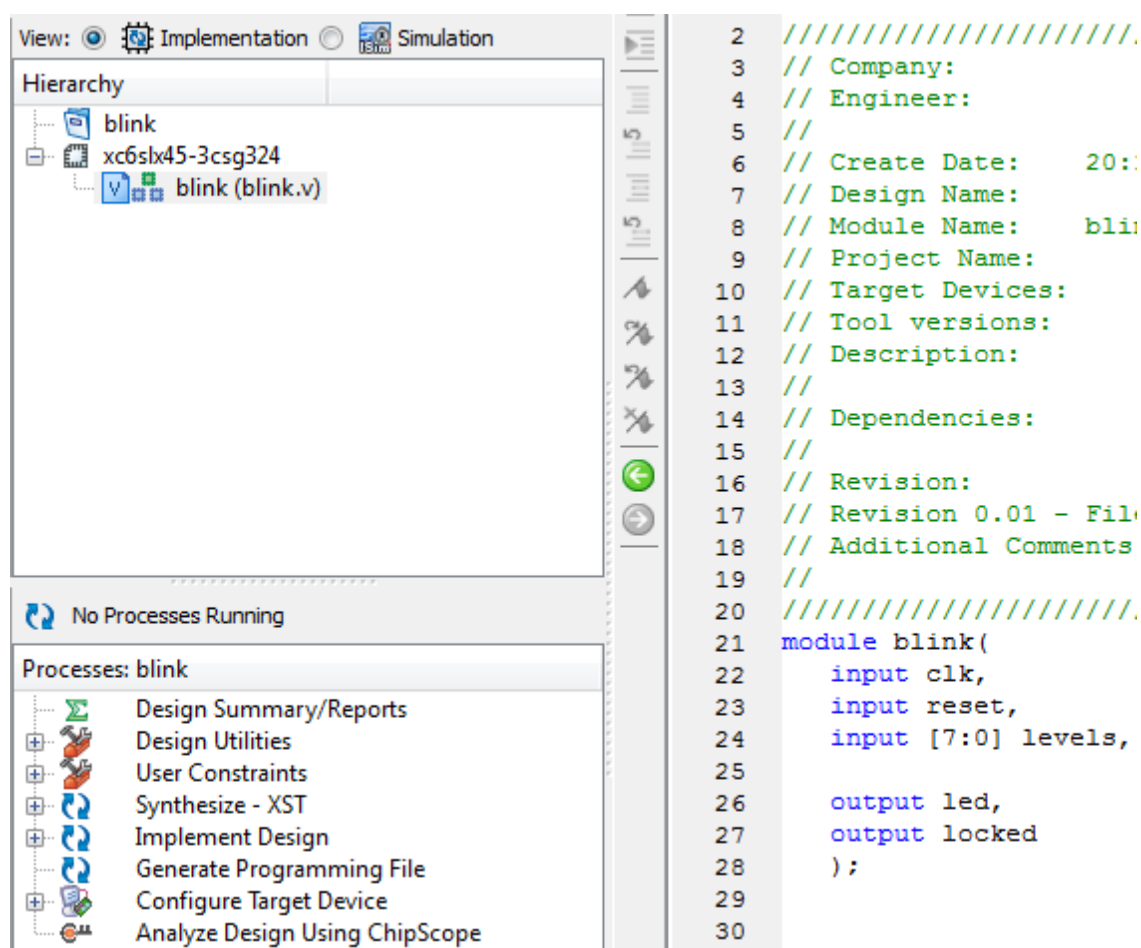 View: Implementation Simulation
Hierarchy
blink
xc6slx45-3csg324
blink (blink.v)
No Processes Running
Processes: blink
Design Summary/Reports
Design Utilities
User Constraints
Synthesize - XST
Implement Design
Generate Programming File
Configure Target Device
Analyze Design Using ChipScope
2 ///////////////////////
3 // Company:
4 // Engineer:
5 //
6 // Create Date: 20:
7 // Design Name:
8 // Module Name:
9 // Project Name:
10 // Target Devices:
11 // Tool versions:
12 // Description:
13 //
14 // Dependencies:
15 //
16 // Revision:
17 // Revision 0.01 - File
18 // Additional Comments
19 //
20 ///////////////////////
21 module blink(
22 input clk,
23 input reset,
24 input [7:0] levels,
25
26 output led,
27 output locked
28 );
29
30